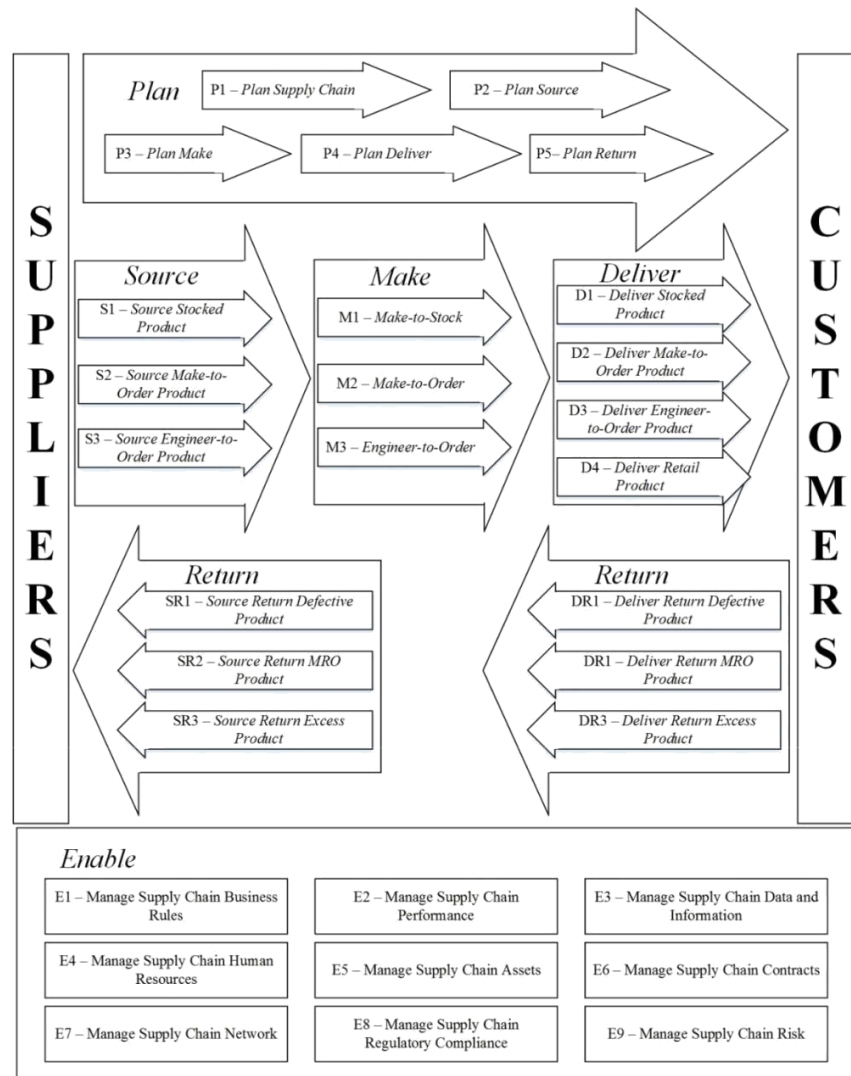 Plan
P1 – Plan Supply Chain
P2 – Plan Source
P3 – Plan Make
P4 – Plan Deliver
P5– Plan Return
SUPPLIERS
CUSTOMERS
Source
S1 – Source Stocked
Product
S2 – Source Make-to-
Order Product
S3 – Source Engineer-to-
Order Product
Make
M1 – Make-to-Stock
M2 – Make-to-Order
M3 – Engineer-to-Order
Deliver
D1 – Deliver Stocked
Product
D2 – Deliver Make-to-
Order Product
D3 – Deliver Engineer-
to-Order Product
D4 – Deliver Retail
Product
Return
SR1 – Source Return Defective
Product
SR2 – Source Return MRO
Product
SR3 – Source Return Excess
Product
Return
DR1 – Deliver Return Defective
Product
DR1 – Deliver Return MRO
Product
DR3 – Deliver Return Excess
Product
Enable
E1 – Manage Supply Chain Business
Rules
E2 – Manage Supply Chain
Performance
E3 – Manage Supply Chain Data and
Information
E4 – Manage Supply Chain Human
Resources
E5 – Manage Supply Chain Assets
E6 – Manage Supply Chain Contracts
E7 – Manage Supply Chain Network
E8 – Manage Supply Chain
Regulatory Compliance
E9 – Manage Supply Chain Risk